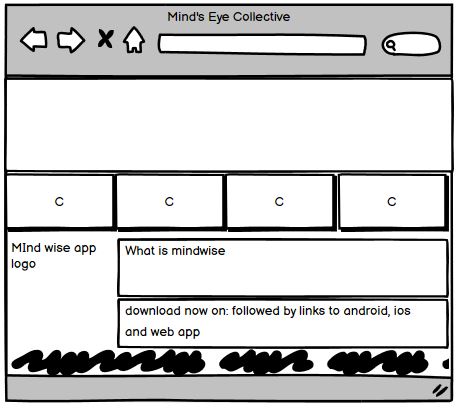 Mind's Eye Collective
C
C
C
C
MInd wise app
logo
What is mindwise
download now on: followed by links to android, ios
and web app